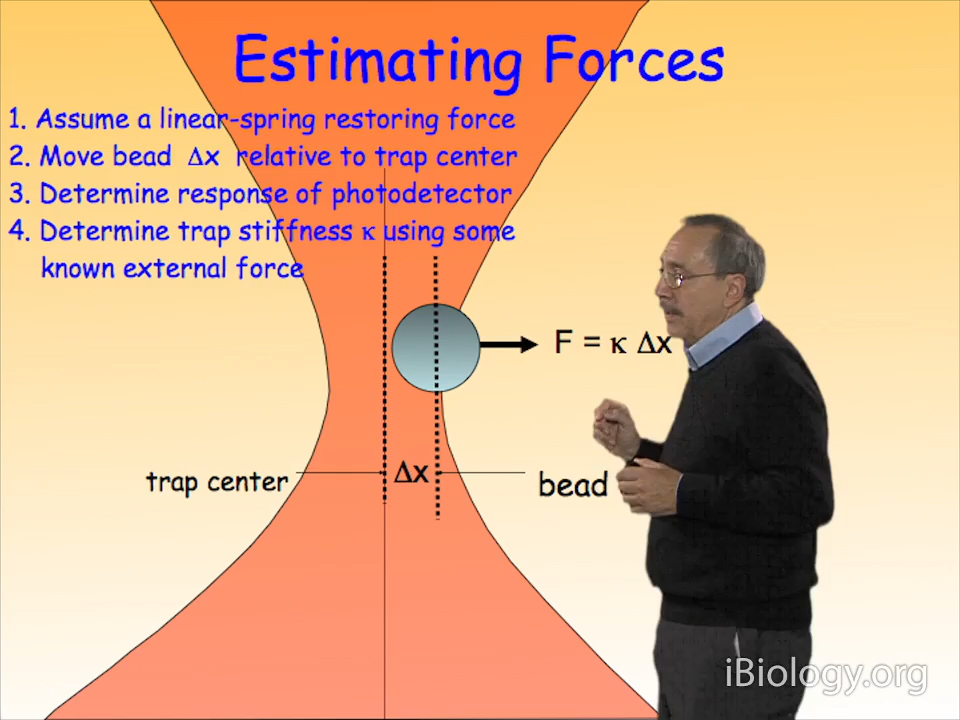 Estimating Forces
1. Assume a linear-spring restoring force
2. Move bead Δx relative to trap center
3. Determine response of photodetector
4. Determine trap stiffness κ using some
known external force
F = κ Δx
trap center
Δx
bead
iBiology.org